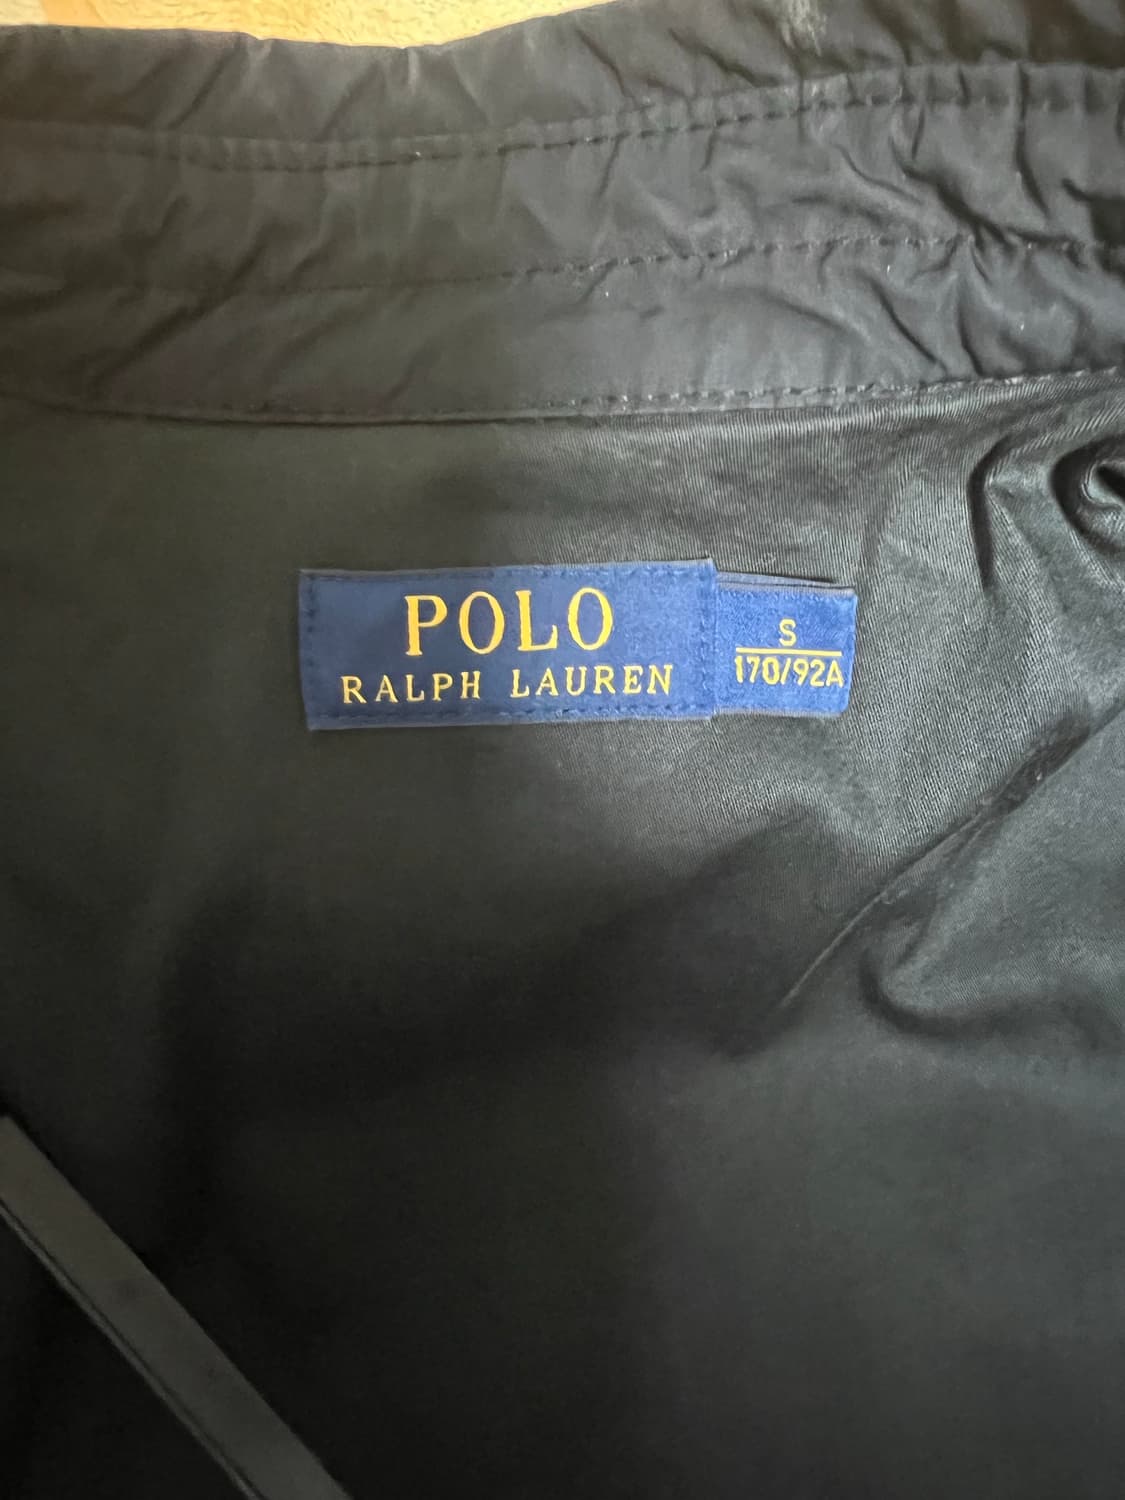 POLO
RALPH LAUREN
S
170/92A